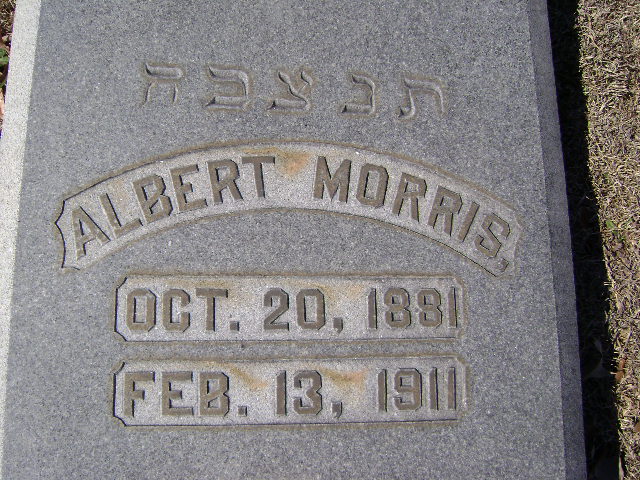 תנצבה
ALBERT MORRIS,
OCT. 20, 1881
FEB. 13, 1911